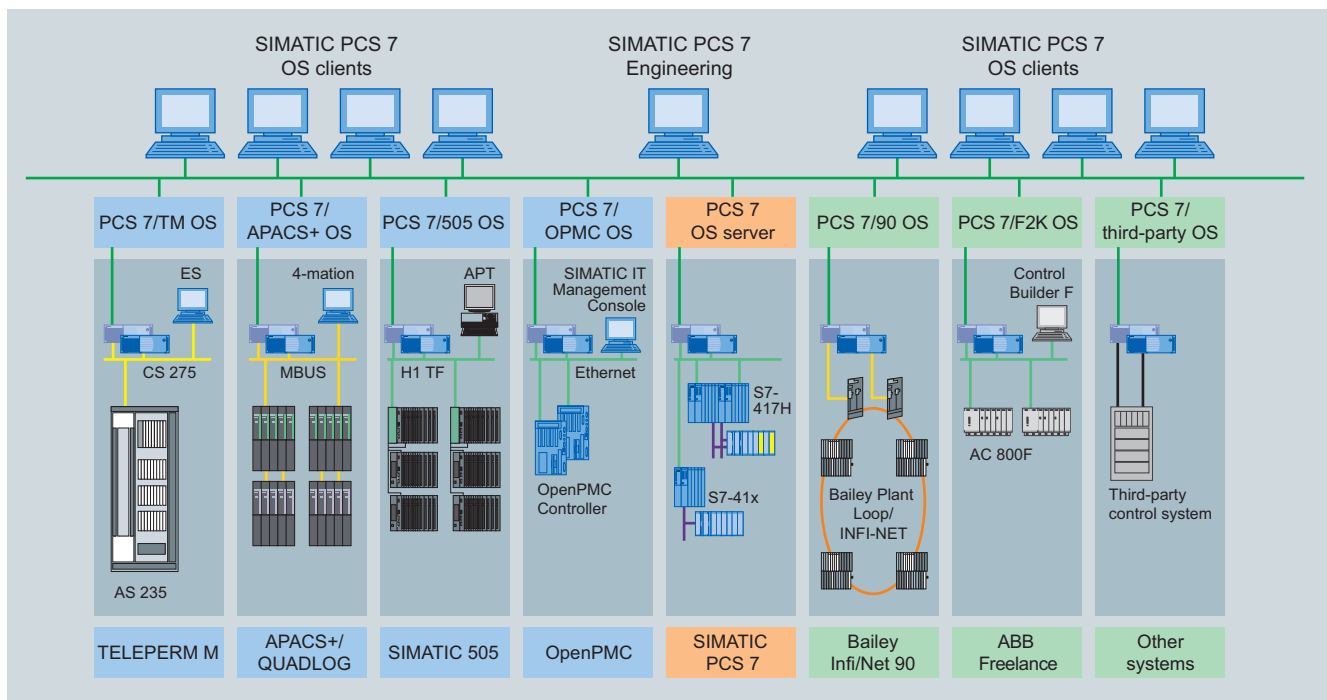 SIMATIC PCS 7
OS clients
SIMATIC PCS 7
Engineering
SIMATIC PCS 7
OS clients
PCS 7/TM OS
PCS 7/
APACS+ OS
PCS 7/505 OS
PCS 7/
OPMC OS
PCS 7
OS server
PCS 7/90 OS
PCS 7/F2K OS
PCS 7/
third-party OS
ES
CS 275
AS 235
4-mation
MBUS
APT
H1 TF
SIMATIC IT
Management
Console
Ethernet
OpenPMC
Controller
S7-
417H
S7-41x
Bailey Plant
Loop/
INFI-NET
Control
Builder F
AC 800F
Third-party
control system
TELEPERM M
APACS+/
QUADLOG
SIMATIC 505
OpenPMC
SIMATIC
PCS 7
Bailey
Infi/Net 90
ABB
Freelance
Other
systems